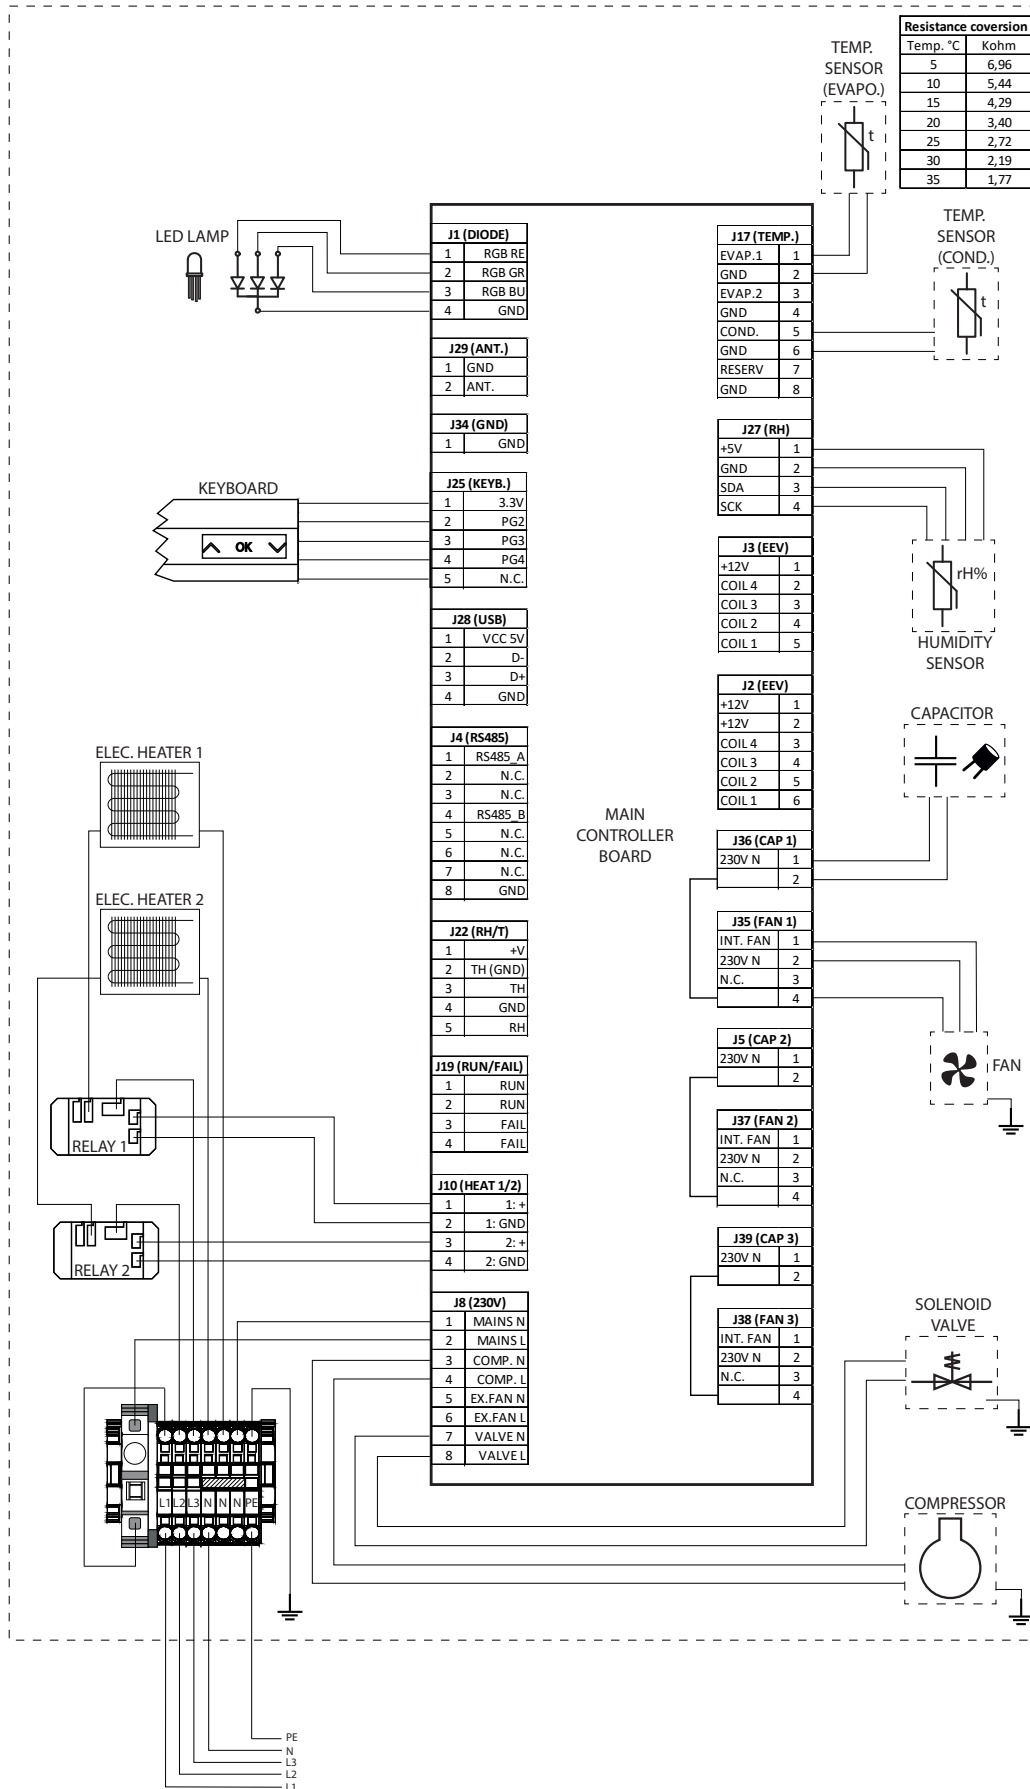 Resistance coversion
Temp. °C Kohm
5 6,96
10 5,44
15 4,29
20 3,40
25 2,72
30 2,19
35 1,77
TEMP.
SENSOR
(EVAPO.)
t
TEMP.
SENSOR
(COND.)
t
LED LAMP
J1 (DIODE)
1 RGB RE
2 RGB GR
3 RGB BU
4 GND
J29 (ANT.)
1 GND
2 ANT.
J34 (GND)
1 GND
KEYBOARD
OK
J25 (KEYB.)
1 3.3V
2 PG2
3 PG3
4 PG4
5 N.C.
J28 (USB)
1 VCC 5V
2 D-
3 D+
4 GND
J4 (RS485)
1 RS485_A
2 N.C.
3 N.C.
4 RS485_B
5 N.C.
6 N.C.
7 N.C.
8 GND
J22 (RH/T)
1 +V
2 TH (GND)
3 TH
4 GND
5 RH
J19 (RUN/FAIL)
1 RUN
2 RUN
3 FAIL
4 FAIL
J10 (HEAT 1/2)
1 1: +
2 1: GND
3 2: +
4 2: GND
J8 (230V)
1 MAINS N
2 MAINS L
3 COMP. N
4 COMP. L
5 EX.FAN N
6 EX.FAN L
7 VALVE N
8 VALVE L
MAIN
CONTROLLER
BOARD
J17 (TEMP.)
EVAP.1 1
GND 2
EVAP.2 3
GND 4
COND. 5
GND 6
RESERV 7
GND 8
J27 (RH)
+5V 1
GND 2
SDA 3
SCK 4
J3 (EEV)
+12V 1
COIL 4 2
COIL 3 3
COIL 2 4
COIL 1 5
J2 (EEV)
+12V 1
+12V 2
COIL 4 3
COIL 3 4
COIL 2 5
COIL 1 6
J36 (CAP 1)
230V N 1
2
J35 (FAN 1)
INT. FAN 1
230V N 2
N.C. 3
4
J5 (CAP 2)
230V N 1
2
J37 (FAN 2)
INT. FAN 1
230V N 2
N.C. 3
4
J39 (CAP 3)
230V N 1
2
J38 (FAN 3)
INT. FAN 1
230V N 2
N.C. 3
4
rH%
HUMIDITY
SENSOR
CAPACITOR
FAN
SOLENOID
VALVE
COMPRESSOR
ELEC. HEATER 1
ELEC. HEATER 2
RELAY 1
RELAY 2
L1 L2 L3 N N N PE
PE
N
L3
L2
L1